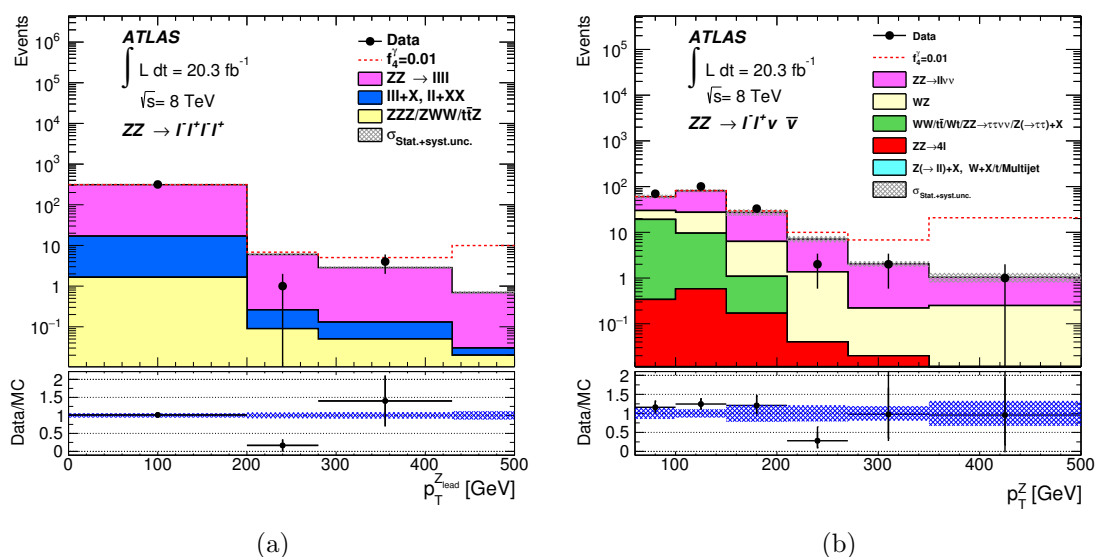 Events
10⁶
10⁵
10⁴
10³
10²
10
1
10⁻¹
ATLAS
∫ L dt = 20.3 fb⁻¹
√s= 8 TeV
ZZ → l⁻l⁺l⁻l⁺
Data
f₄^γ=0.01
ZZ → llll
lll+X, ll+XX
ZZZ/ZWW/tt̄Z
σ_Stat.+syst.unc.
Data/MC
2
1.5
1
0.5
0
0 100 200 300 400 500
p_T^{Z_lead} [GeV]
(a)
Events
10⁵
10⁴
10³
10²
10
1
10⁻¹
ATLAS
∫ L dt = 20.3 fb⁻¹
√s= 8 TeV
ZZ → l⁻l⁺ν ν̄
Data
f₄^γ=0.01
ZZ→llνν
WZ
WW/tt̄/Wt/ZZ→ττνν/Z(→ττ)+X
ZZ→4l
Z(→ ll)+X, W+X/t/Multijet
σ_Stat.+syst.unc.
Data/MC
2
1.5
1
0.5
0
100 200 300 400 500
p_T^Z [GeV]
(b)